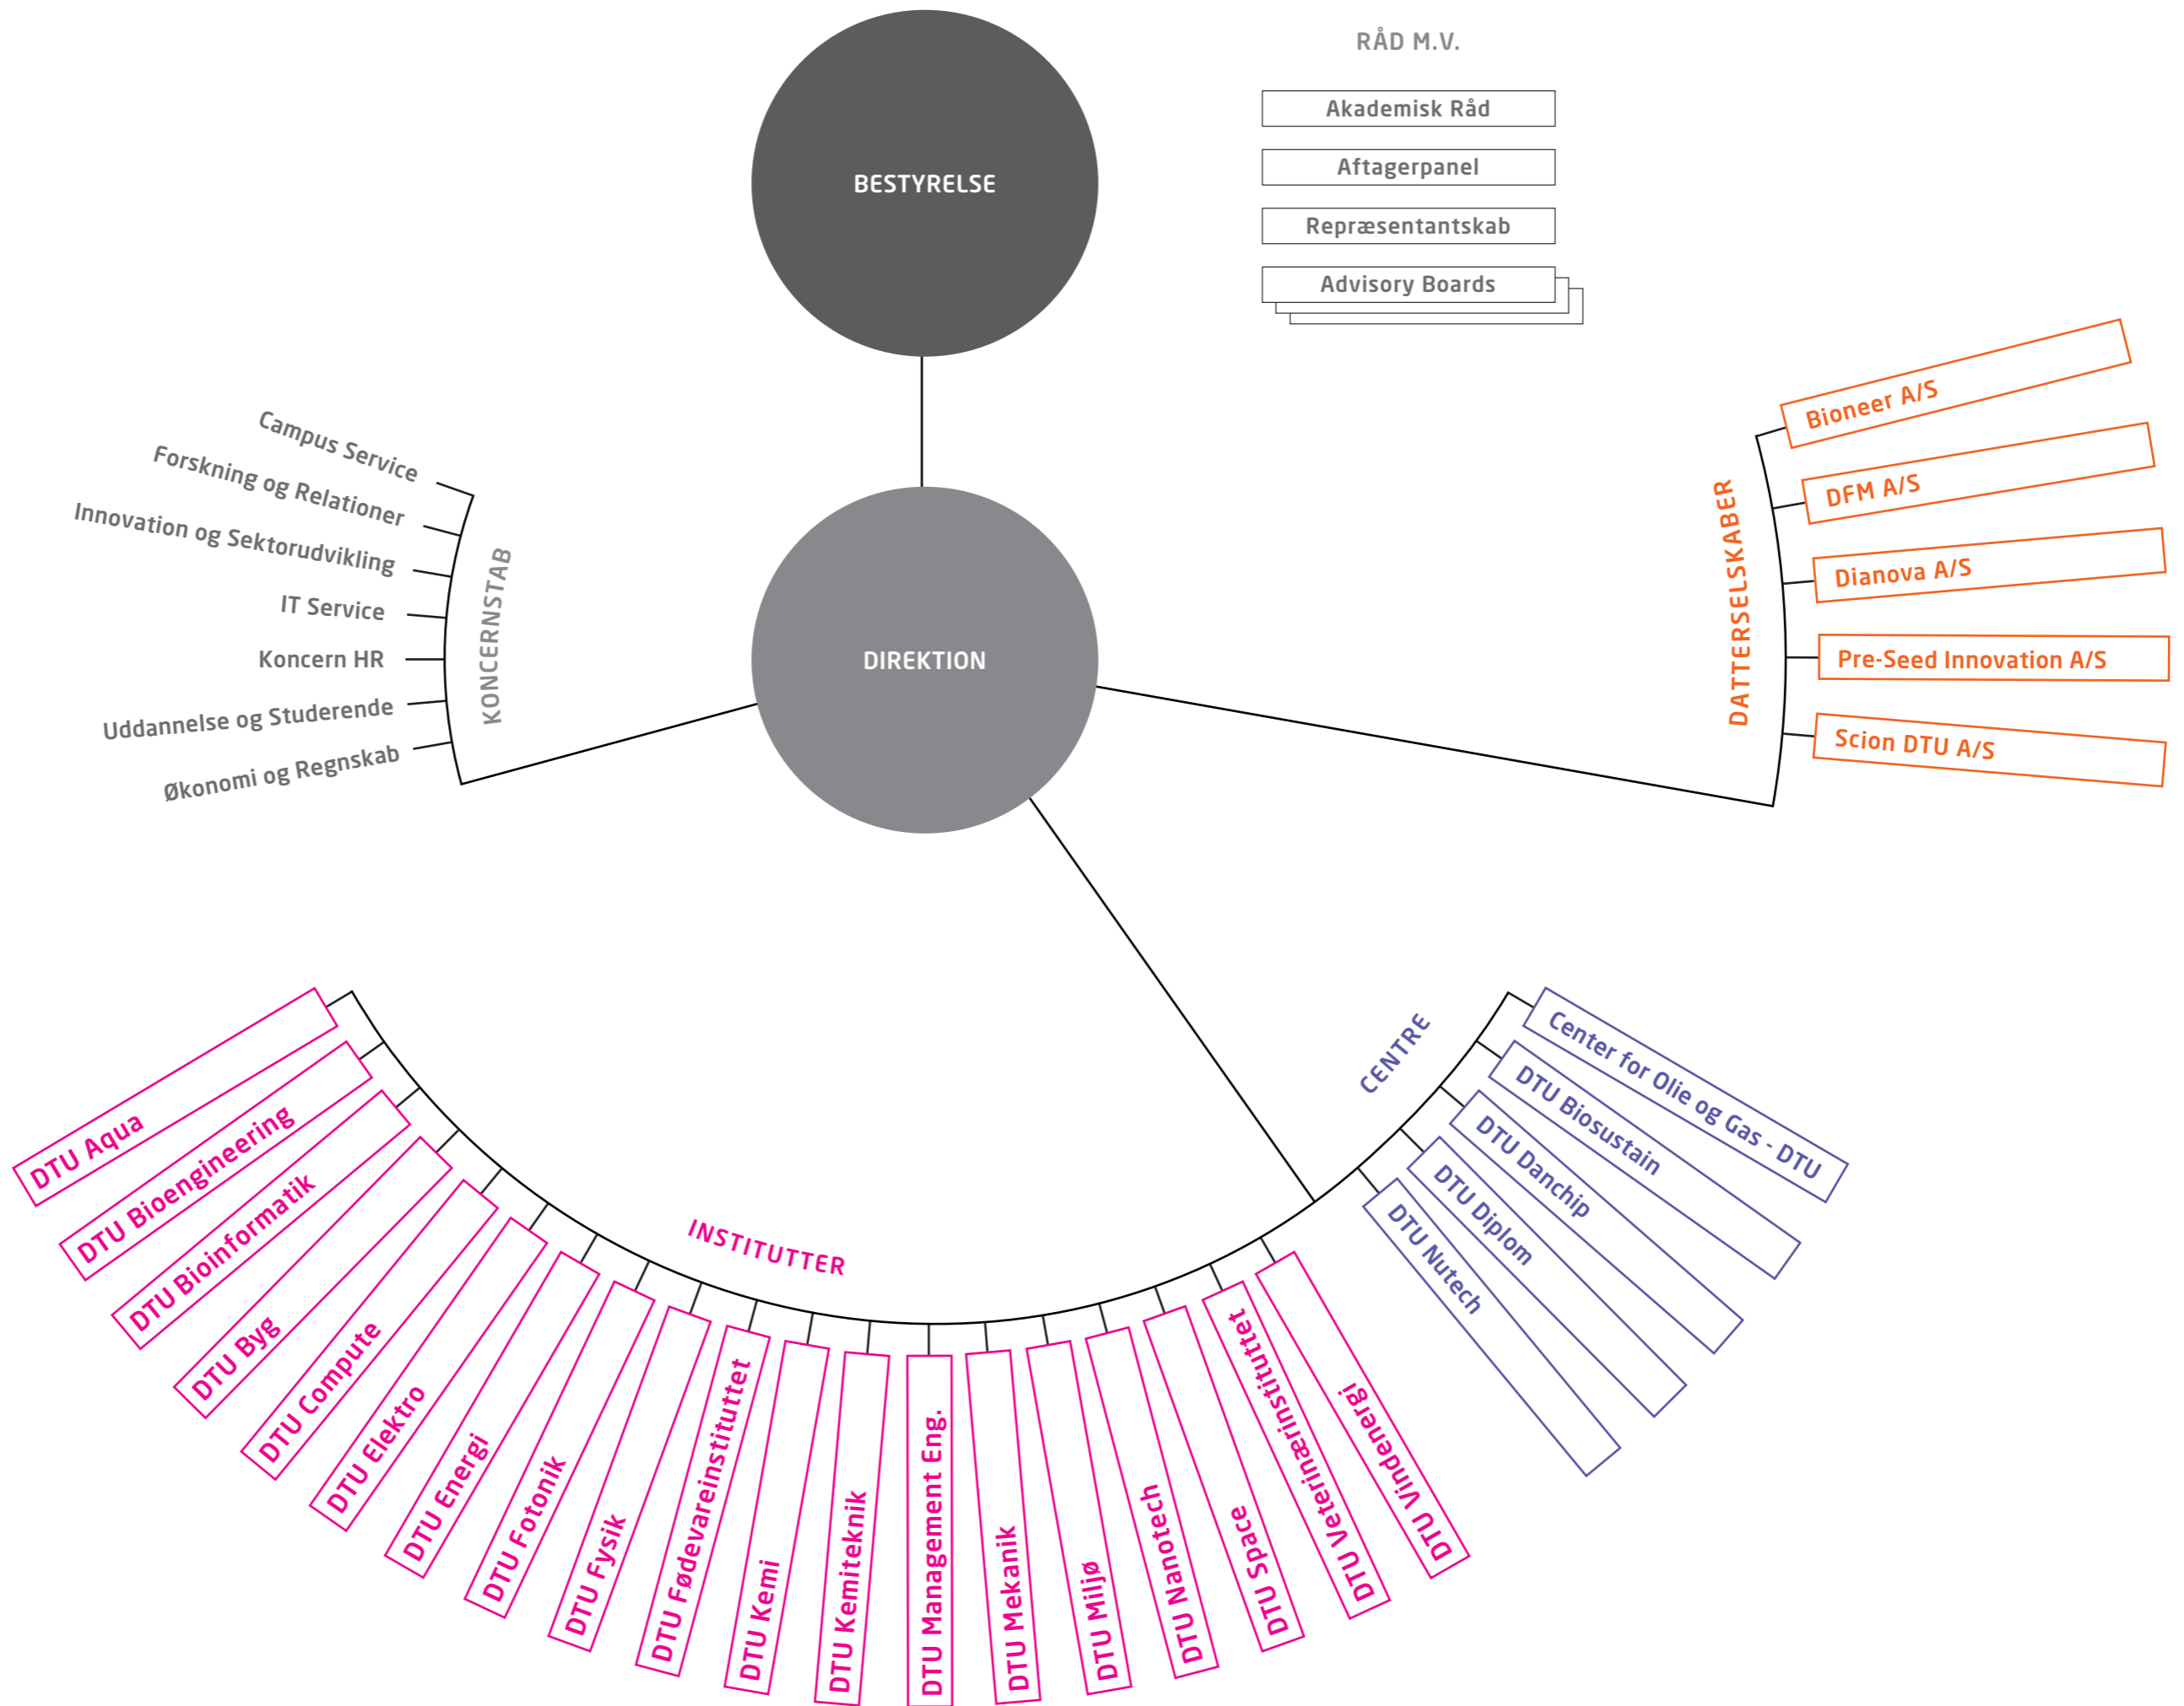 BESTYRELSE
RÅD M.V.
Akademisk Råd
Aftagerpanel
Repræsentantskab
Advisory Boards
DIREKTION
KONCERNSTAB
Campus Service
Forskning og Relationer
Innovation og Sektorudvikling
IT Service
Koncern HR
Uddannelse og Studerende
Økonomi og Regnskab
DATTERSELSKABER
Bioneer A/S
DFM A/S
Dianova A/S
Pre-Seed Innovation A/S
Scion DTU A/S
INSTITUTTER
DTU Aqua
DTU Bioengineering
DTU Bioinformatik
DTU Byg
DTU Compute
DTU Elektro
DTU Energi
DTU Fotonik
DTU Fysik
DTU Fødevareinstituttet
DTU Kemi
DTU Kemiteknik
DTU Management Eng.
DTU Mekanik
DTU Miljø
DTU Nanotech
DTU Space
DTU Veterinærinstituttet
DTU Vindenergi
CENTRE
Center for Olie og Gas - DTU
DTU Biosustain
DTU Danchip
DTU Diplom
DTU Nutech